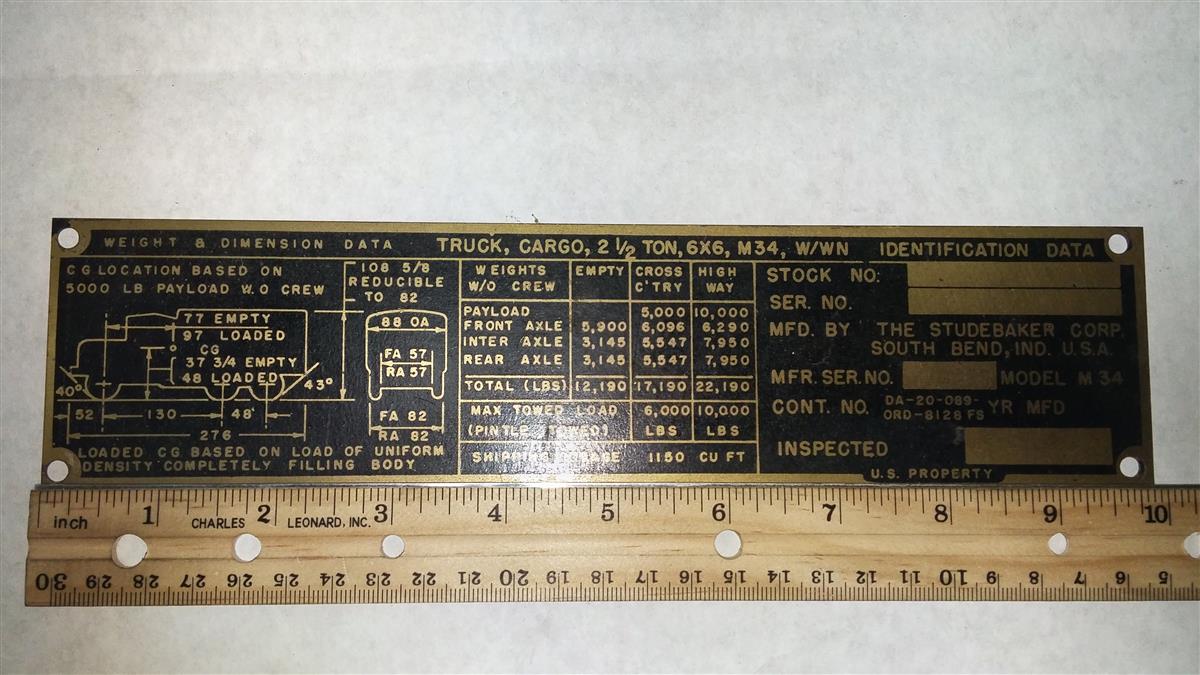 WEIGHT & DIMENSION DATA TRUCK, CARGO, 2 1/2 TON, 6X6, M34, W/WN IDENTIFICATION DATA
CG LOCATION BASED ON
5000 LB PAYLOAD W.O CREW
108 5/8
REDUCIBLE
TO 82
77 EMPTY
97 LOADED
CG
37 3/4 EMPTY
48 LOADED
40°
43°
52
130
48
276
88 OA
FA 57
RA 57
FA 82
RA 82
LOADED CG BASED ON LOAD OF UNIFORM
DENSITY COMPLETELY FILLING BODY
WEIGHTS EMPTY CROSS HIGH
W/O CREW C'TRY WAY
PAYLOAD 5,000 10,000
FRONT AXLE 5,900 6,096 6,290
INTER AXLE 3,145 5,547 7,950
REAR AXLE 3,145 5,547 7,950
TOTAL (LBS) 12,190 17,190 22,190
MAX TOWED LOAD 6,000 10,000
(PINTLE TOWED) LBS LBS
SHIPPING 1150 CU FT
STOCK NO.
SER. NO.
MFD. BY THE STUDEBAKER CORP.
SOUTH BEND, IND. U.S.A.
MFR. SER. NO. MODEL M 34
CONT. NO. DA-20-089-
ORD-8128 FS YR MFD
INSPECTED
U.S. PROPERTY
inch 1 2 3 4 5 6 7 8 9 10
CHARLES LEONARD, INC.
30 29 28 27 26 25 24 23 22 21 20 19 18 17 16 15 14 13 12 11 10 9 8 7 6 5